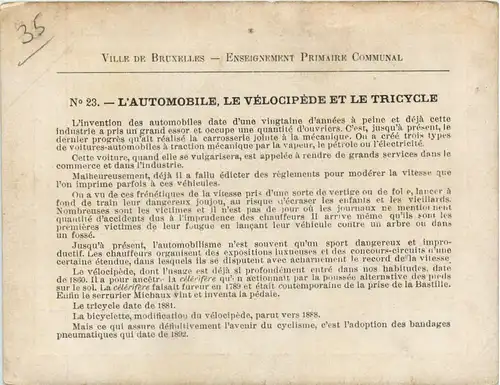 35
VILLE DE BRUXELLES — ENSEIGNEMENT PRIMAIRE COMMUNAL
No 23. — L'AUTOMOBILE, LE VÉLOCIPÈDE ET LE TRICYCLE
L'invention des automobiles date d'une vingtaine d'années à peine et déjà cette
industrie a pris un grand essor et occupe une quantité d'ouvriers. C'est, jusqu'à présent, le
dernier progrès qu'ait réalisé la carrosserie jointe à la mécanique. On a créé trois types
de voitures-automobiles à traction mécanique par la vapeur, le pétrole ou l'électricité.
Cette voiture, quand elle se vulgarisera, est appelée à rendre de grands services dans le
commerce et dans l'industrie.
Malheureusement, déjà il a fallu édicter des règlements pour modérer la vitesse que
l'on imprime parfois à ces véhicules.
On a vu de ces frénétiques de la vitesse pris d'une sorte de vertige ou de folie, lancer à
fond de train leur dangereux joujou, au risque d'écraser les enfants et les vieillards.
Nombreuses sont les victimes et il n'est pas de jour où les journaux ne mentionnent
quantité d'accidents dus à l'imprudence des chauffeurs Il arrive même qu'ils sont les
premières victimes de leur fougue en lançant leur véhicule contre un arbre ou dans
un fossé.
Jusqu'à présent, l'automobilisme n'est souvent qu'un sport dangereux et impro-
ductif. Les chauffeurs organisent des expositions luxueuses et des concours-circuits d'une
certaine étendue, dans lesquels ils se disputent avec acharnement le record de la vitesse.
Le vélocipède, dont l'usage est déjà si profondément entré dans nos habitudes, date
de 1860. Il a pour ancêtre la célérifère qu'on actionnait par la poussée alternative des pieds
sur le sol. La célérifère faisait fureur en 1789 et était contemporaine de la prise de la Bastille.
Enfin le serrurier Michaux vint et inventa la pédale.
Le tricycle date de 1881.
La bicyclette, modification du vélocipède, parut vers 1888.
Mais ce qui assure définitivement l'avenir du cyclisme, c'est l'adoption des bandages
pneumatiques qui date de 1892.